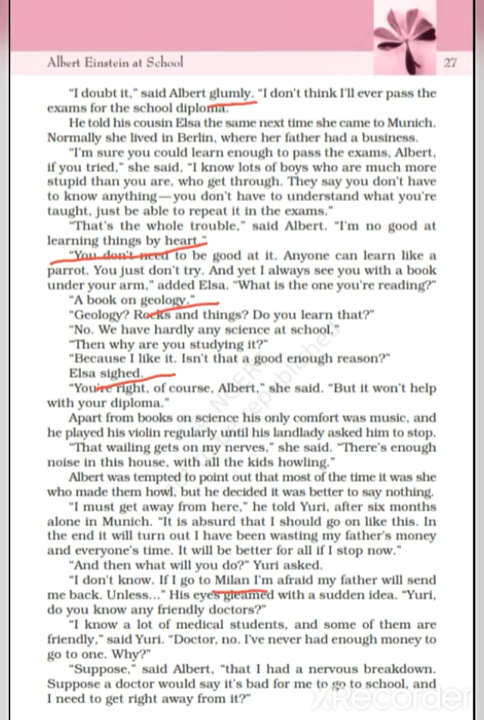 Albert Einstein at School 27
"I doubt it," said Albert glumly. "I don't think I'll ever pass the
exams for the school diploma."
He told his cousin Elsa the same next time she came to Munich.
Normally she lived in Berlin, where her father had a business.
"I'm sure you could learn enough to pass the exams, Albert,
if you tried," she said, "I know lots of boys who are much more
stupid than you are, who get through. They say you don't have
to know anything—you don't have to understand what you're
taught, just be able to repeat it in the exams."
"That's the whole trouble," said Albert. "I'm no good at
learning things by heart."
"You don't need to be good at it. Anyone can learn like a
parrot. You just don't try. And yet I always see you with a book
under your arm," added Elsa. "What is the one you're reading?"
"A book on geology."
"Geology? Rocks and things? Do you learn that?"
"No. We have hardly any science at school."
"Then why are you studying it?"
"Because I like it. Isn't that a good enough reason?"
Elsa sighed.
"You're right, of course, Albert," she said. "But it won't help
with your diploma."
Apart from books on science his only comfort was music, and
he played his violin regularly until his landlady asked him to stop.
"That wailing gets on my nerves," she said. "There's enough
noise in this house, with all the kids howling."
Albert was tempted to point out that most of the time it was she
who made them howl, but he decided it was better to say nothing.
"I must get away from here," he told Yuri, after six months
alone in Munich. "It is absurd that I should go on like this. In
the end it will turn out I have been wasting my father's money
and everyone's time. It will be better for all if I stop now."
"And then what will you do?" Yuri asked.
"I don't know. If I go to Milan I'm afraid my father will send
me back. Unless..." His eyes gleamed with a sudden idea. "Yuri,
do you know any friendly doctors?"
"I know a lot of medical students, and some of them are
friendly," said Yuri. "Doctor, no. I've never had enough money to
go to one. Why?"
"Suppose," said Albert, "that I had a nervous breakdown.
Suppose a doctor would say it's bad for me to go to school, and
I need to get right away from it?"
XRecorder